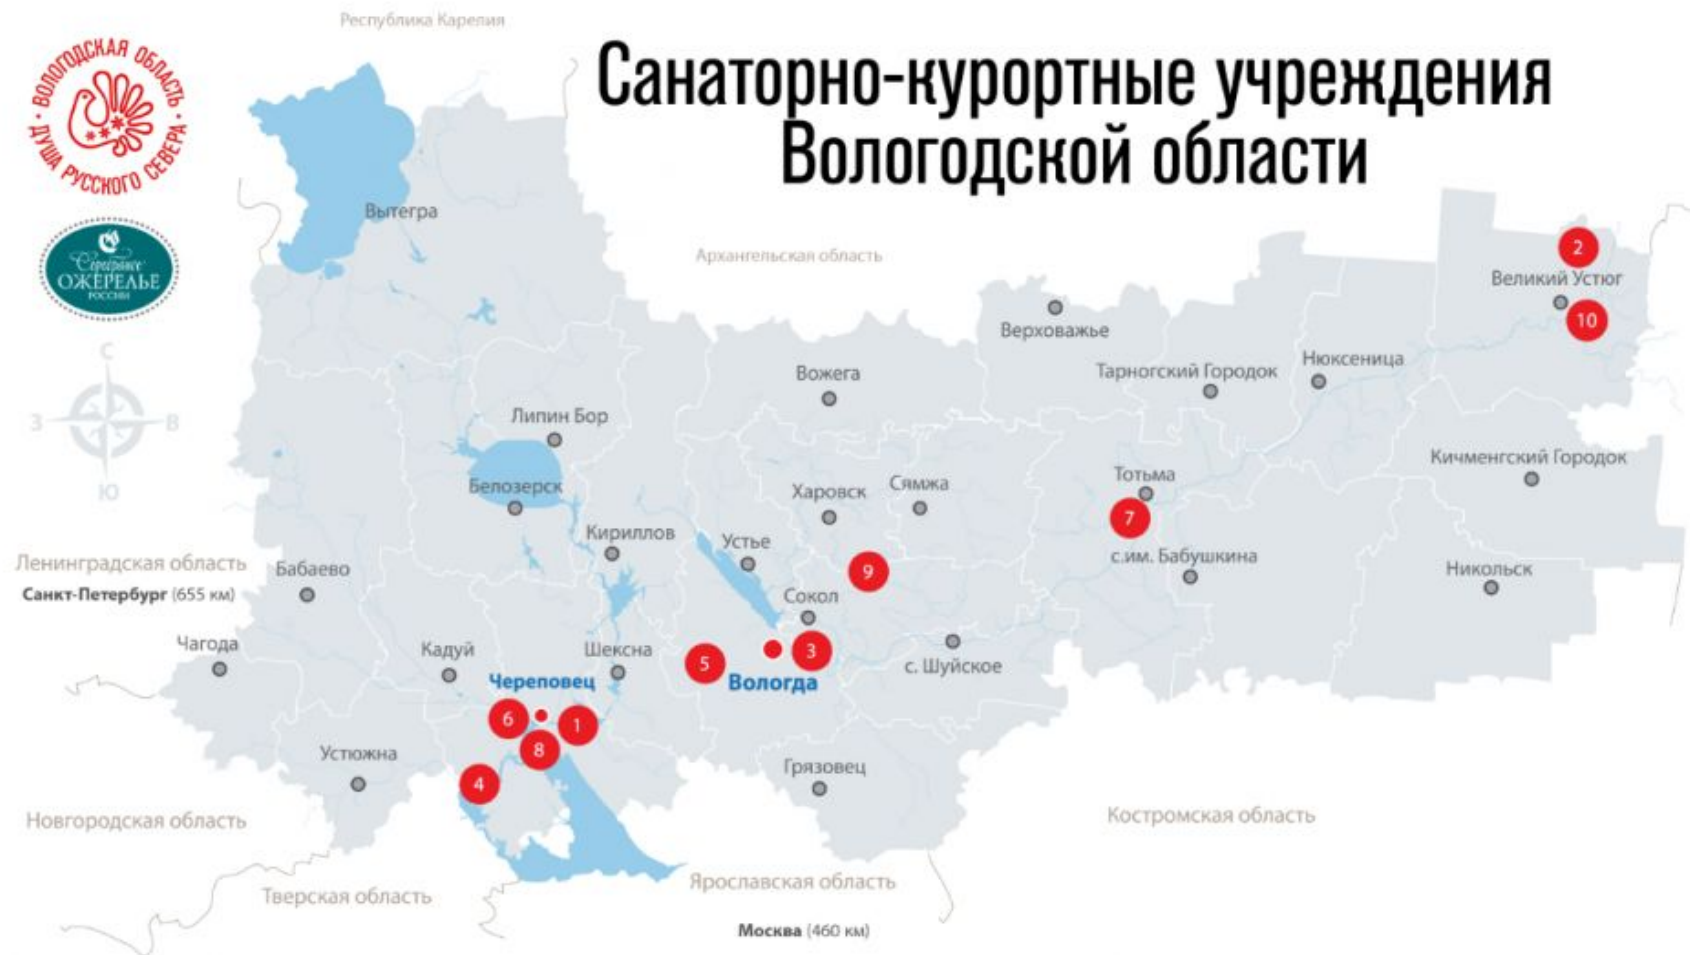 Республика Карелия
Санаторно-курортные учреждения
Вологодской области
ВОЛОГОДСКАЯ ОБЛАСТЬ
ДУША РУССКОГО СЕВЕРА
Серебряное
ОЖЕРЕЛЬЕ
РОССИИ
Вытегра
Архангельская область
2
Великий Устюг
10
Верховажье
С
З
В
Ю
Вожега
Тарногский Городок
Нюксеница
Липин Бор
Кичменгский Городок
Белозерск
Харовск
Сямжа
Тотьма
7
Кириллов
Устье
9
с.им. Бабушкина
Никольск
Ленинградская область
Санкт-Петербург (655 км)
Бабаево
Сокол
Чагода
Кадуй
Шексна
5
3
с. Шуйское
Череповец
Вологда
6
1
8
4
Устюжна
Грязовец
Новгородская область
Костромская область
Тверская область
Ярославская область
Москва (460 км)